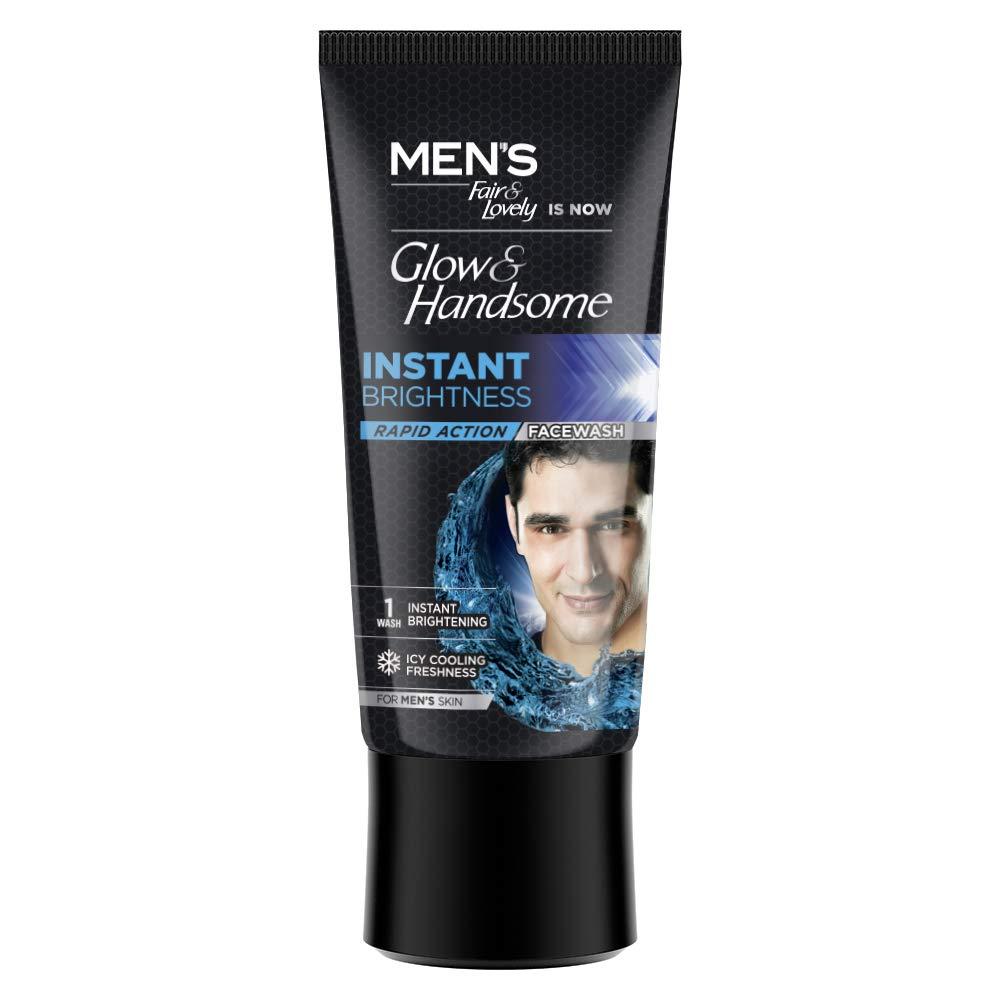 MEN'S
Fair &
Lovely IS NOW
Glow &
Handsome
INSTANT
BRIGHTNESS
RAPID ACTION FACEWASH
1 WASH INSTANT BRIGHTENING
ICY COOLING
FRESHNESS
FOR MEN'S SKIN